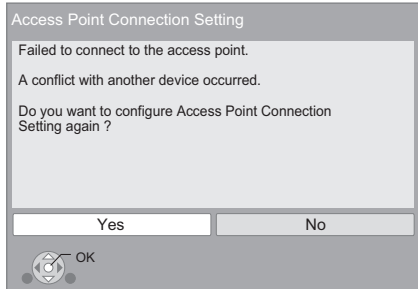 Access Point Connection Setting
Failed to connect to the access point.
A conflict with another device occurred.
Do you want to configure Access Point Connection
Setting again ?
Yes
No
OK